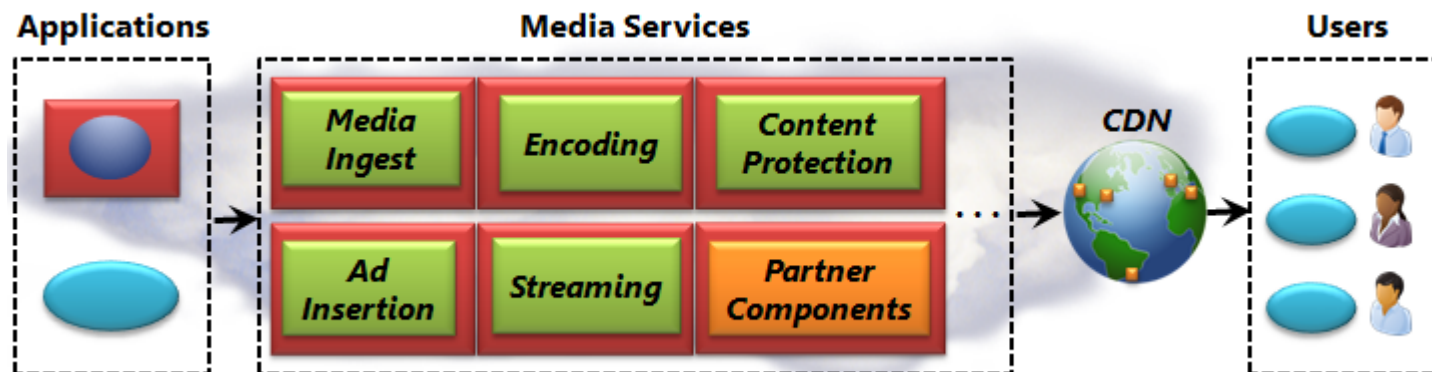 Applications
Media Services
Users
Media
Ingest
Encoding
Content
Protection
Ad
Insertion
Streaming
Partner
Components
...
CDN